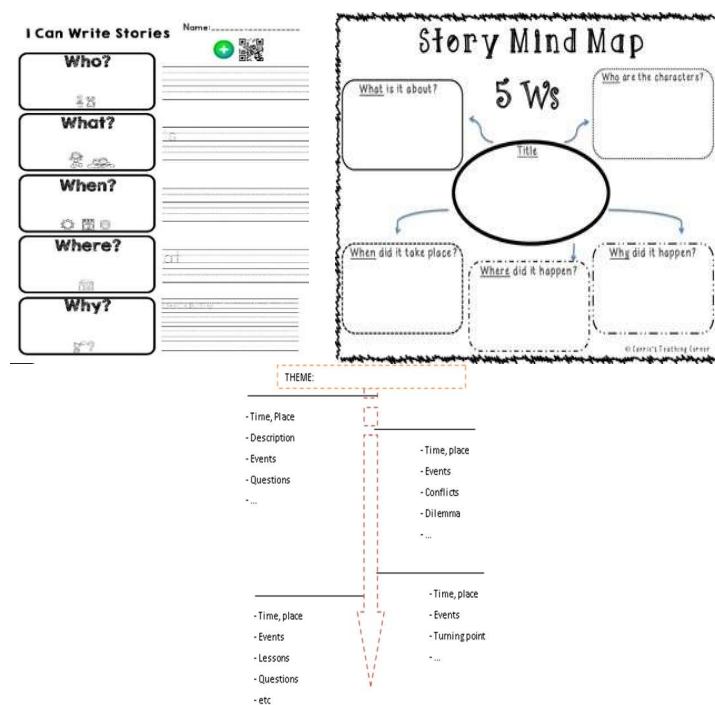 I Can Write Stories
Name:
Who?
What?
When?
Where?
at
Why?
Story Mind Map
5 Ws
What is it about?
Who are the characters?
Title
When did it take place?
Where did it happen?
Why did it happen?
© Carrie's Teaching Corner
THEME:
- Time, Place
- Description
- Events
- Questions
- ...
- Time, place
- Events
- Conflicts
- Dilemma
- ...
- Time, place
- Events
- Lessons
- Questions
- etc
- Time, place
- Events
- Turning point
- ...